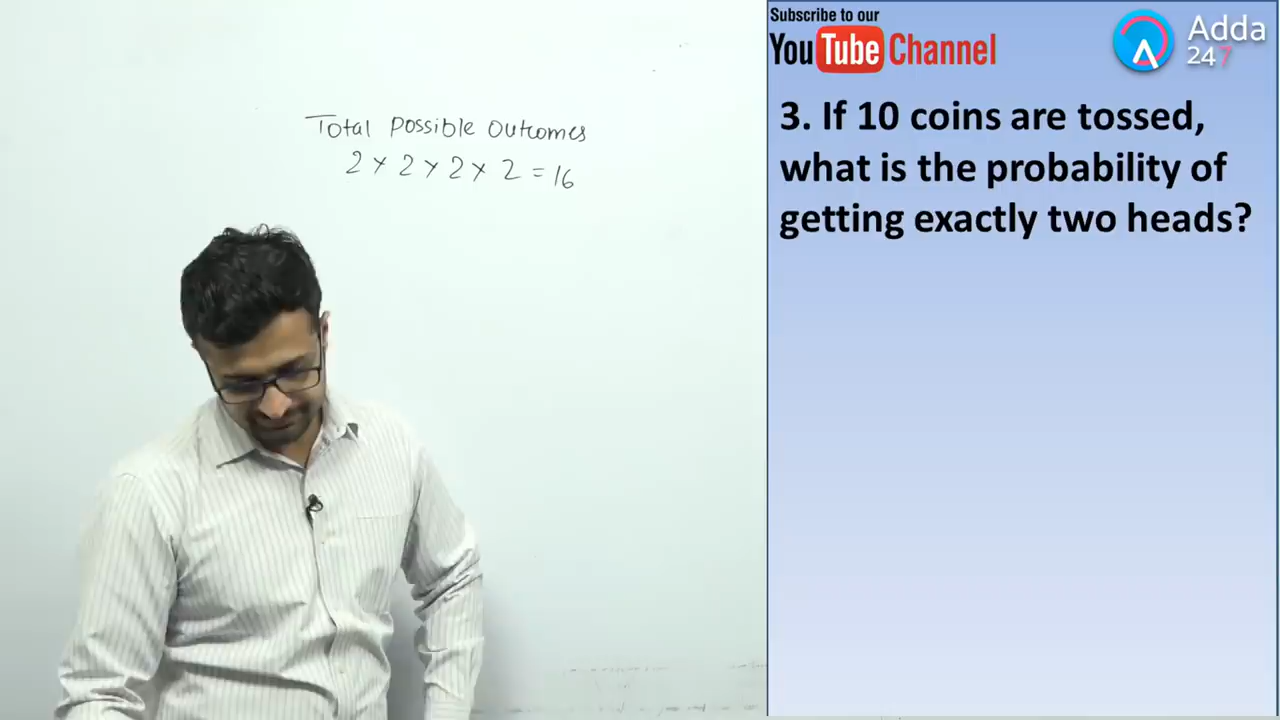 Total Possible Outcomes
2 × 2 × 2 × 2 = 16
Subscribe to our
YouTube Channel
Adda
247
3. If 10 coins are tossed,
what is the probability of
getting exactly two heads?